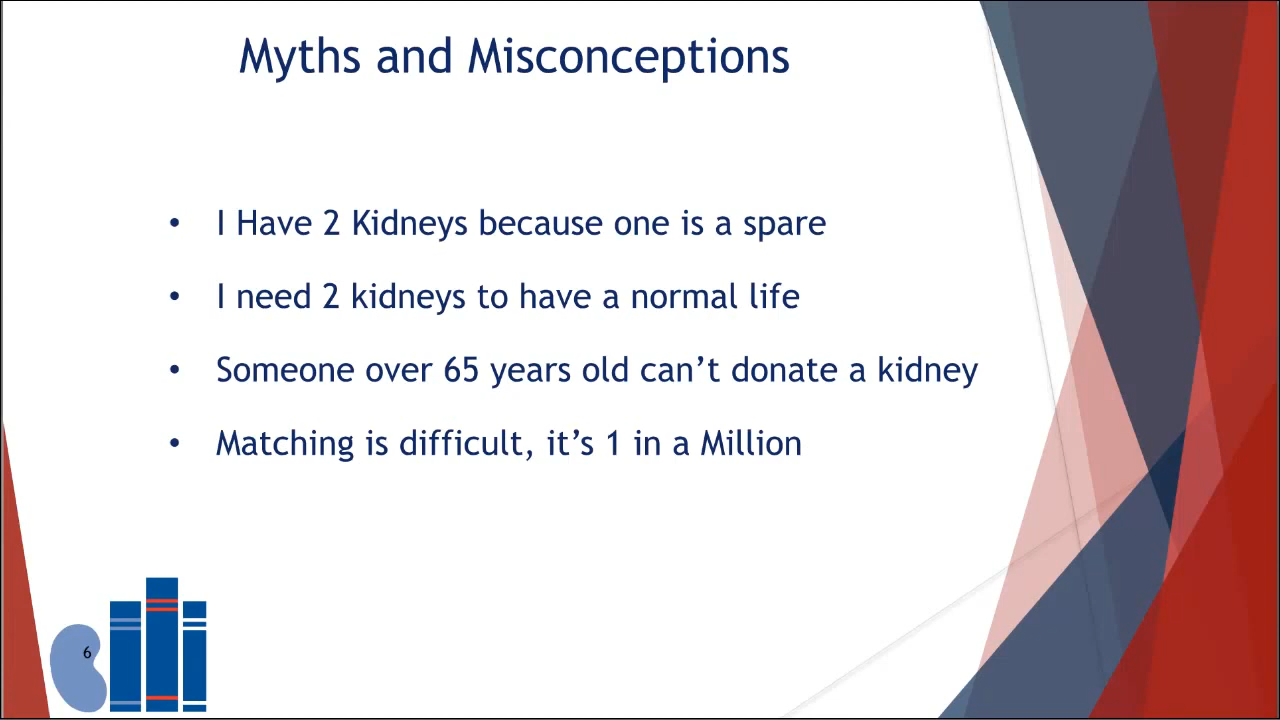 Myths and Misconceptions
• I Have 2 Kidneys because one is a spare
• I need 2 kidneys to have a normal life
• Someone over 65 years old can’t donate a kidney
• Matching is difficult, it’s 1 in a Million
6